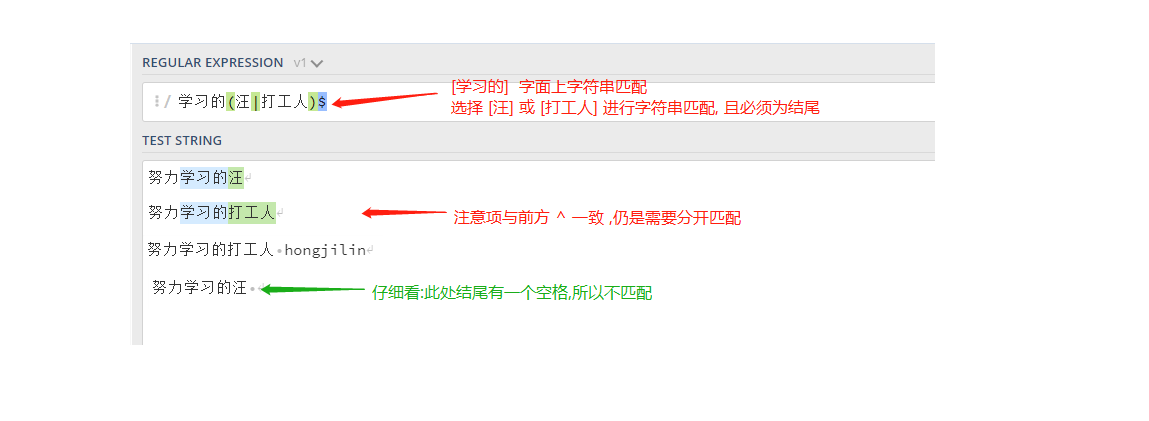 REGULAR EXPRESSION v1
[学习的] 字面上字符串匹配
/ 学习的(汪|打工人)$
选择 [汪] 或 [打工人] 进行字符串匹配, 且必须为结尾
TEST STRING
努力学习的汪↵
努力学习的打工人↵
注意项与前方 ^ 一致 ,仍是需要分开匹配
努力学习的打工人·hongjilin↵
努力学习的汪·↵
仔细看:此处结尾有一个空格,所以不匹配